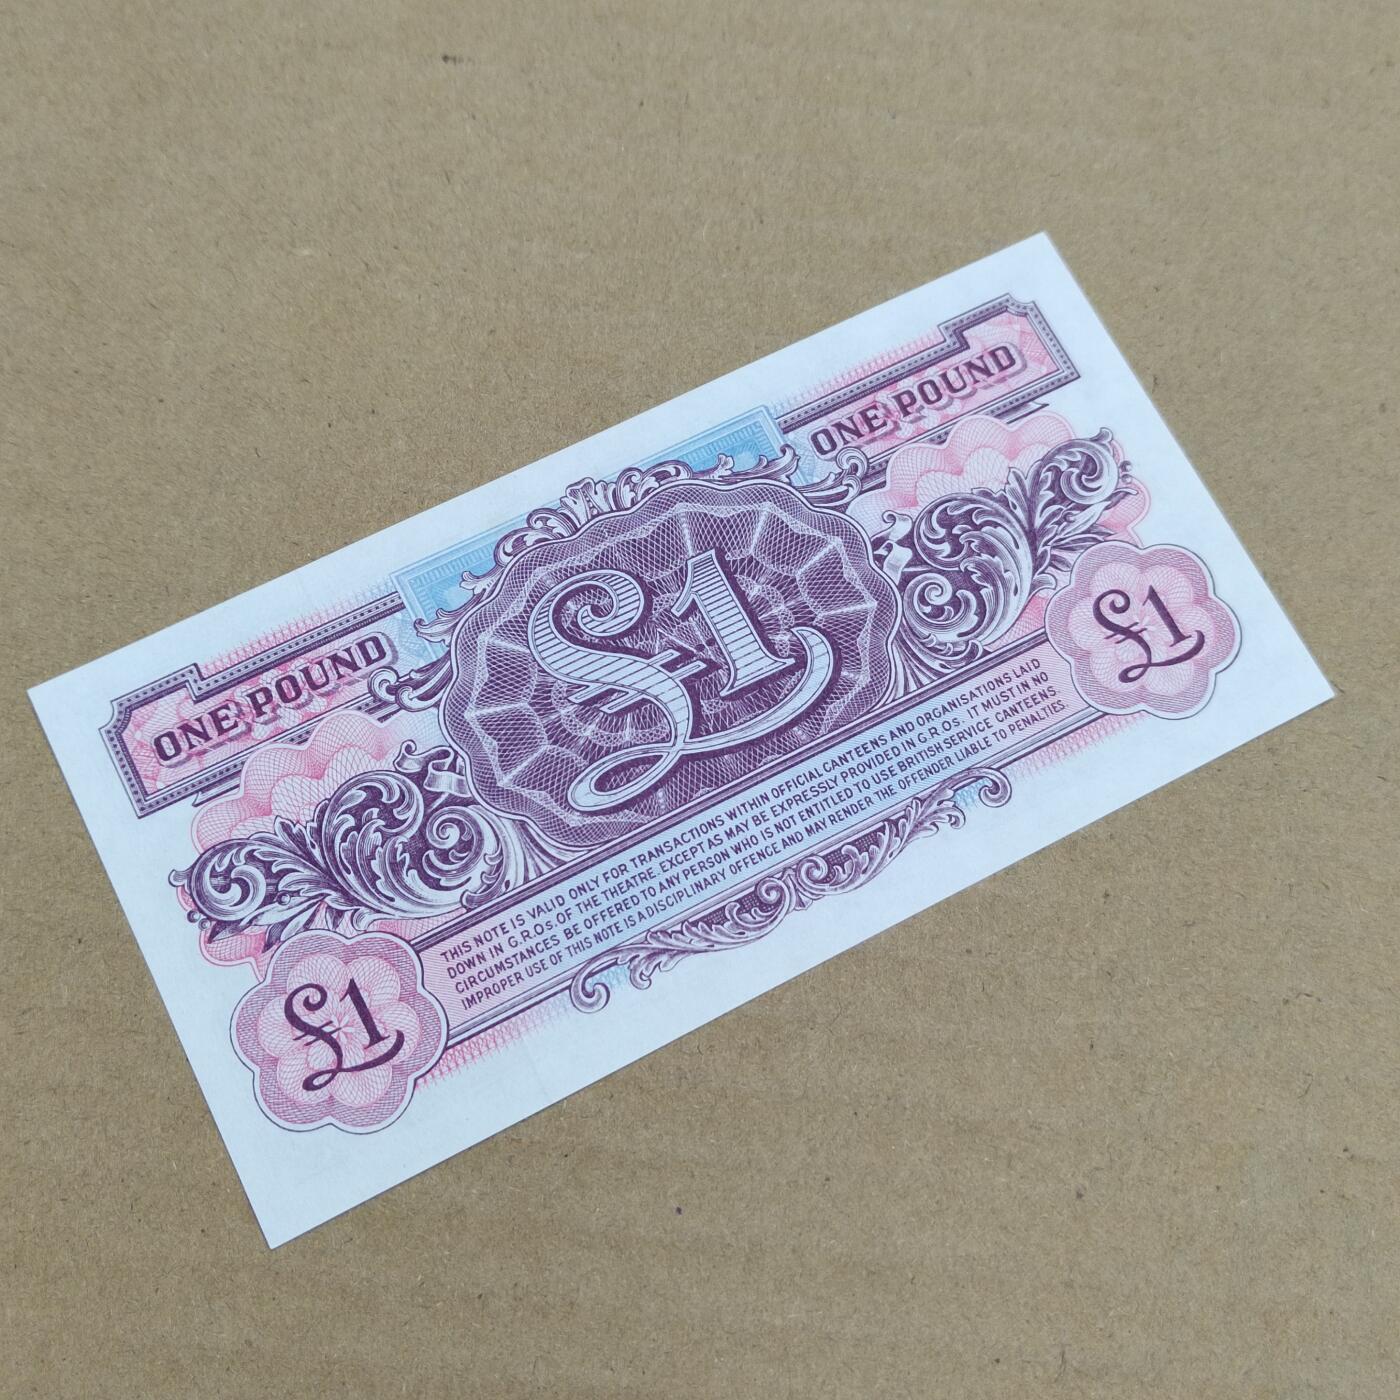 ONE POUND
ONE POUND
£1
THIS NOTE IS VALID ONLY FOR TRANSACTIONS WITHIN OFFICIAL CANTEENS AND ORGANISATIONS LAID
DOWN IN G.R.Os. OF THE THEATRE. EXCEPT AS MAY BE EXPRESSLY PROVIDED IN G.R.Os. IT MUST IN NO
CIRCUMSTANCES BE OFFERED TO ANY PERSON WHO IS NOT ENTITLED TO USE BRITISH SERVICE CANTEENS.
IMPROPER USE OF THIS NOTE IS A DISCIPLINARY OFFENCE AND MAY RENDER THE OFFENDER LIABLE TO PENALTIES.
£1
£1